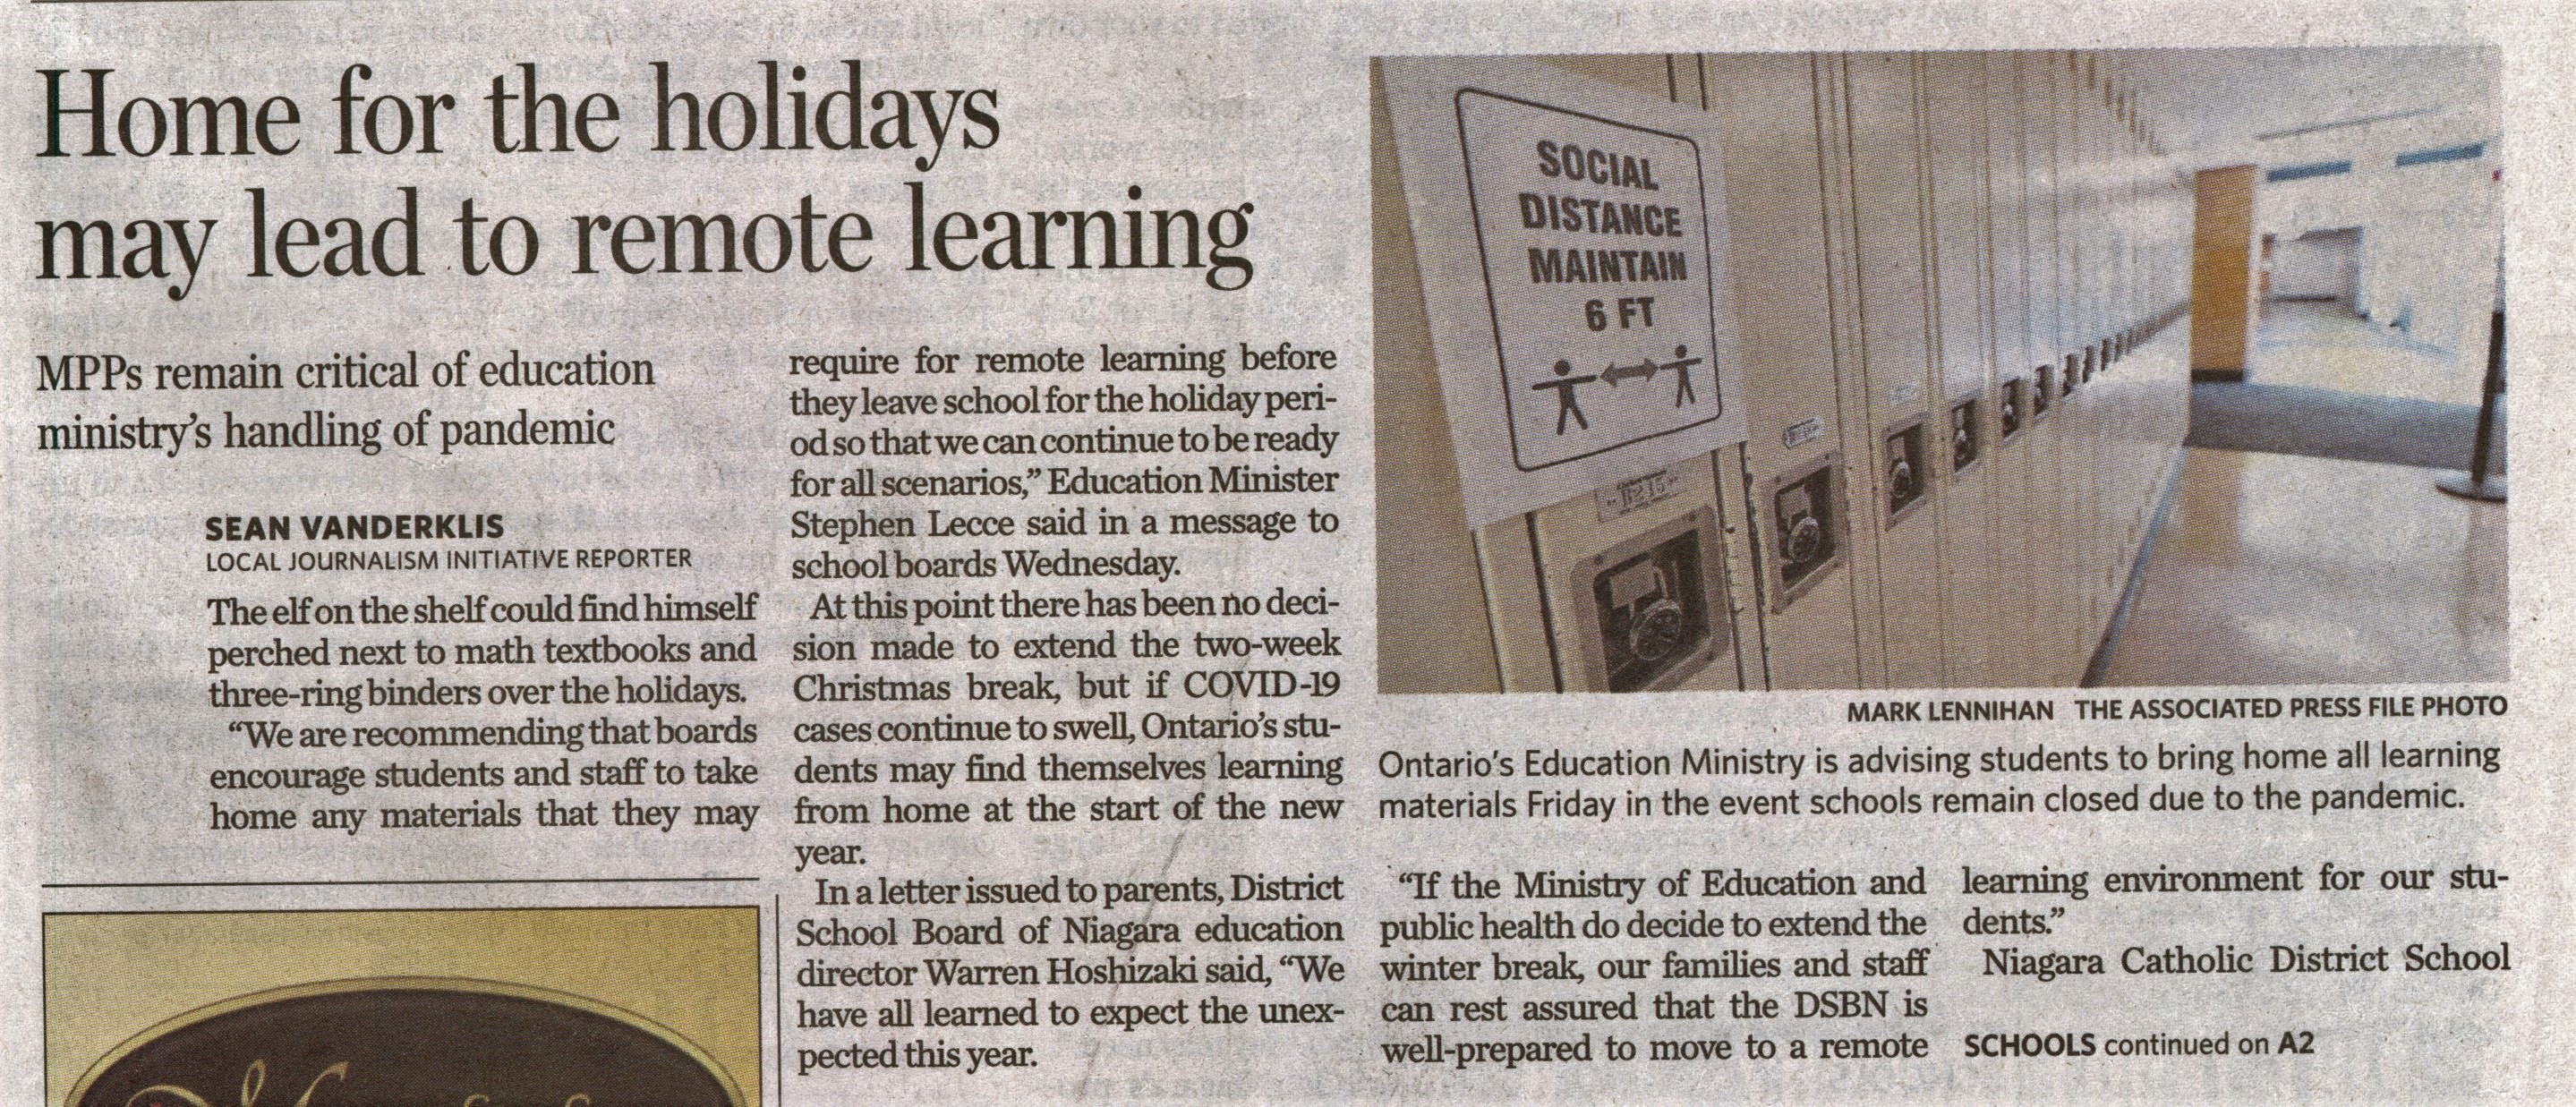 Home for the holidays
may lead to remote learning
MPPs remain critical of education
ministry's handling of pandemic
SEAN VANDERKLIS
LOCAL JOURNALISM INITIATIVE REPORTER
The elf on the shelf could find himself
perched next to math textbooks and
three-ring binders over the holidays.
“We are recommending that boards
encourage students and staff to take
home any materials that they may
require for remote learning before
they leave school for the holiday peri-
od so that we can continue to be ready
for all scenarios,” Education Minister
Stephen Lecce said in a message to
school boards Wednesday.
At this point there has been no deci-
sion made to extend the two-week
Christmas break, but if COVID-19
cases continue to swell, Ontario's stu-
dents may find themselves learning
from home at the start of the new
year.
In a letter issued to parents, District
School Board of Niagara education
director Warren Hoshizaki said, “We
have all learned to expect the unex-
pected this year.
SOCIAL
DISTANCE
MAINTAIN
6 FT
MARK LENNIHAN THE ASSOCIATED PRESS FILE PHOTO
Ontario's Education Ministry is advising students to bring home all learning
materials Friday in the event schools remain closed due to the pandemic.
“If the Ministry of Education and
public health do decide to extend the
winter break, our families and staff
can rest assured that the DSBN is
well-prepared to move to a remote
learning environment for our stu-
dents.”
Niagara Catholic District School
SCHOOLS continued on A2